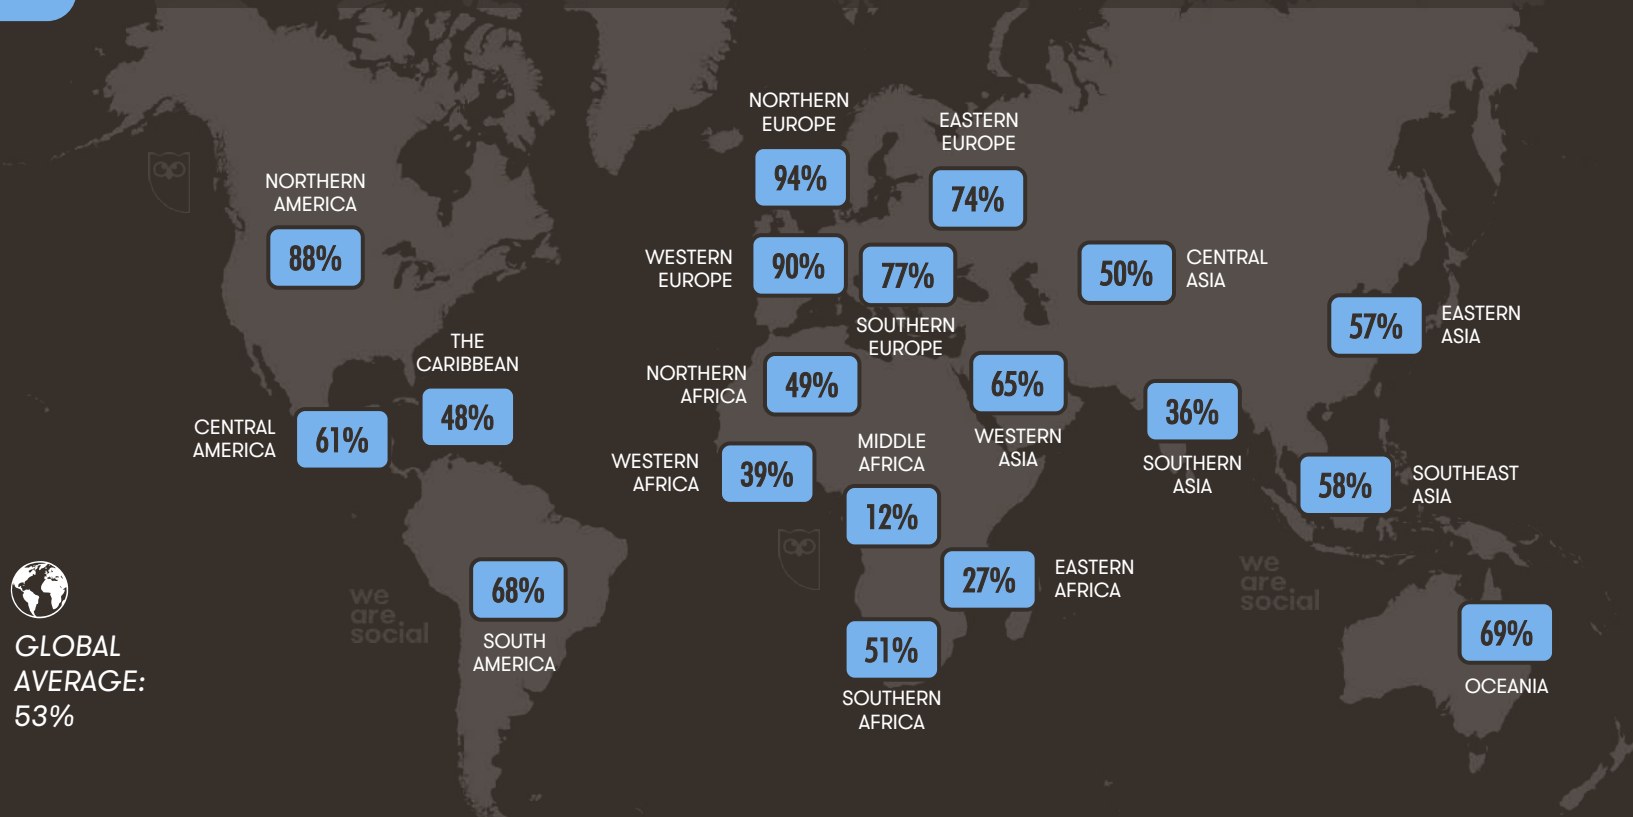 NORTHERN
EUROPE
94%
EASTERN
EUROPE
74%
NORTHERN
AMERICA
88%
WESTERN
EUROPE
90%
77%
SOUTHERN
EUROPE
50%
CENTRAL
ASIA
57%
EASTERN
ASIA
THE
CARIBBEAN
48%
NORTHERN
AFRICA
49%
65%
WESTERN
ASIA
36%
SOUTHERN
ASIA
CENTRAL
AMERICA
61%
WESTERN
AFRICA
39%
MIDDLE
AFRICA
12%
58%
SOUTHEAST
ASIA
27%
EASTERN
AFRICA
68%
SOUTH
AMERICA
we
are.
social
we
are.
social
51%
SOUTHERN
AFRICA
69%
OCEANIA
GLOBAL
AVERAGE:
53%